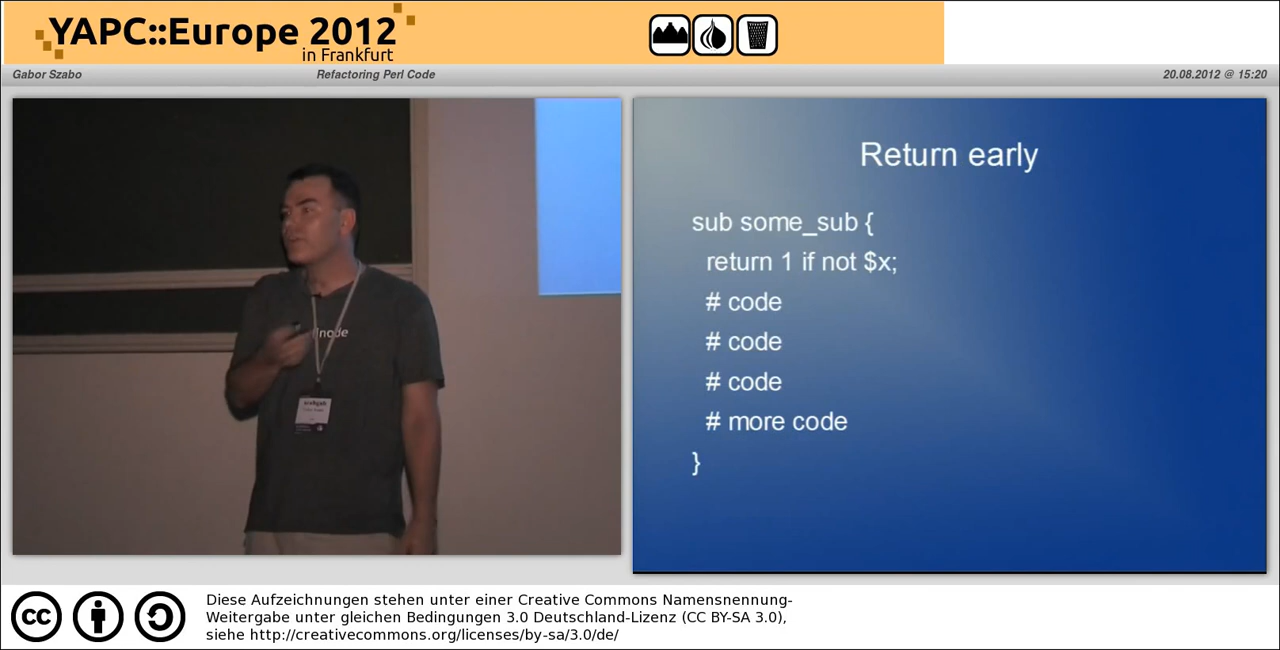 YAPC::Europe 2012
in Frankfurt
Gabor Szabo
Refactoring Perl Code
20.08.2012 @ 15:20
Return early
sub some_sub {
return 1 if not $x;
# code
# code
# code
# more code
}
cc
Diese Aufzeichnungen stehen unter einer Creative Commons Namensnennung-
Weitergabe unter gleichen Bedingungen 3.0 Deutschland-Lizenz (CC BY-SA 3.0),
siehe http://creativecommons.org/licenses/by-sa/3.0/de/